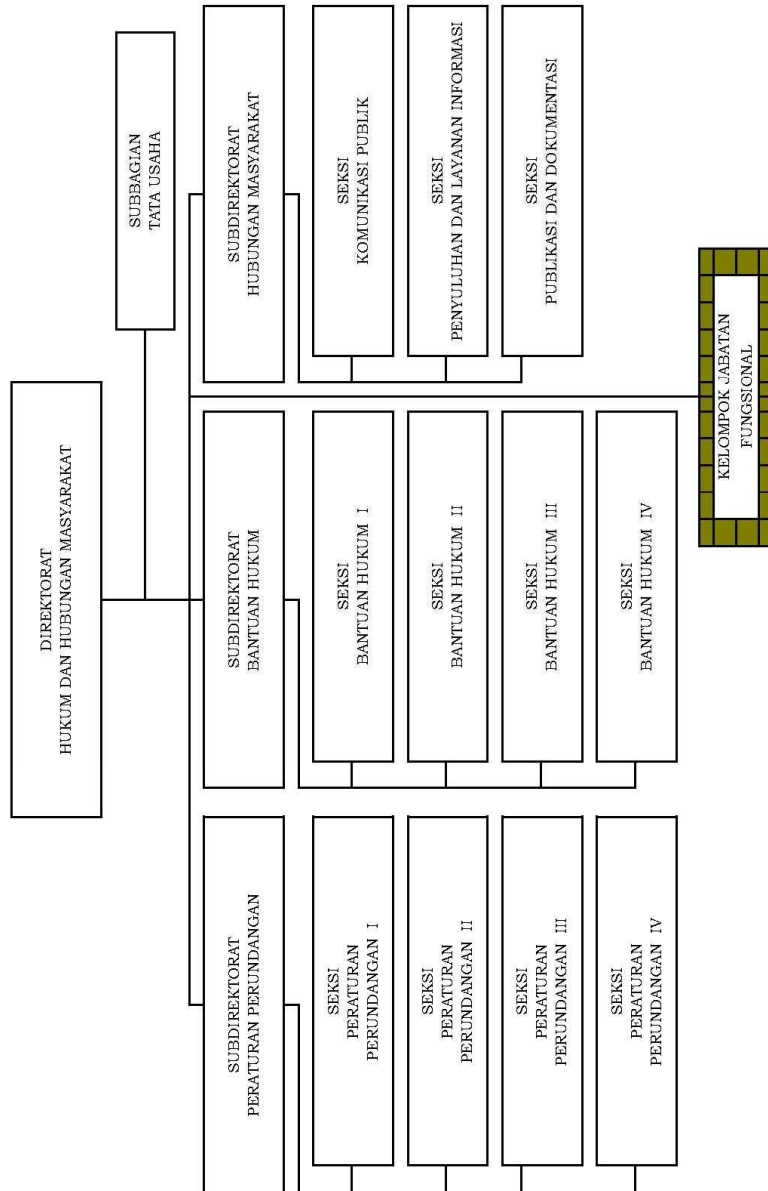 DIREKTORAT
HUKUM DAN HUBUNGAN MASYARAKAT
SUBBAGIAN
TATA USAHA
SUBDIREKTORAT
PERATURAN PERUNDANGAN
SUBDIREKTORAT
BANTUAN HUKUM
SUBDIREKTORAT
HUBUNGAN MASYARAKAT
SEKSI
PERATURAN
PERUNDANGAN I
SEKSI
BANTUAN HUKUM I
SEKSI
KOMUNIKASI PUBLIK
SEKSI
PERATURAN
PERUNDANGAN II
SEKSI
BANTUAN HUKUM II
SEKSI
PENYULUHAN DAN LAYANAN INFORMASI
SEKSI
PERATURAN
PERUNDANGAN III
SEKSI
BANTUAN HUKUM III
SEKSI
PUBLIKASI DAN DOKUMENTASI
SEKSI
PERATURAN
PERUNDANGAN IV
SEKSI
BANTUAN HUKUM IV
KELOMPOK JABATAN
FUNGSIONAL